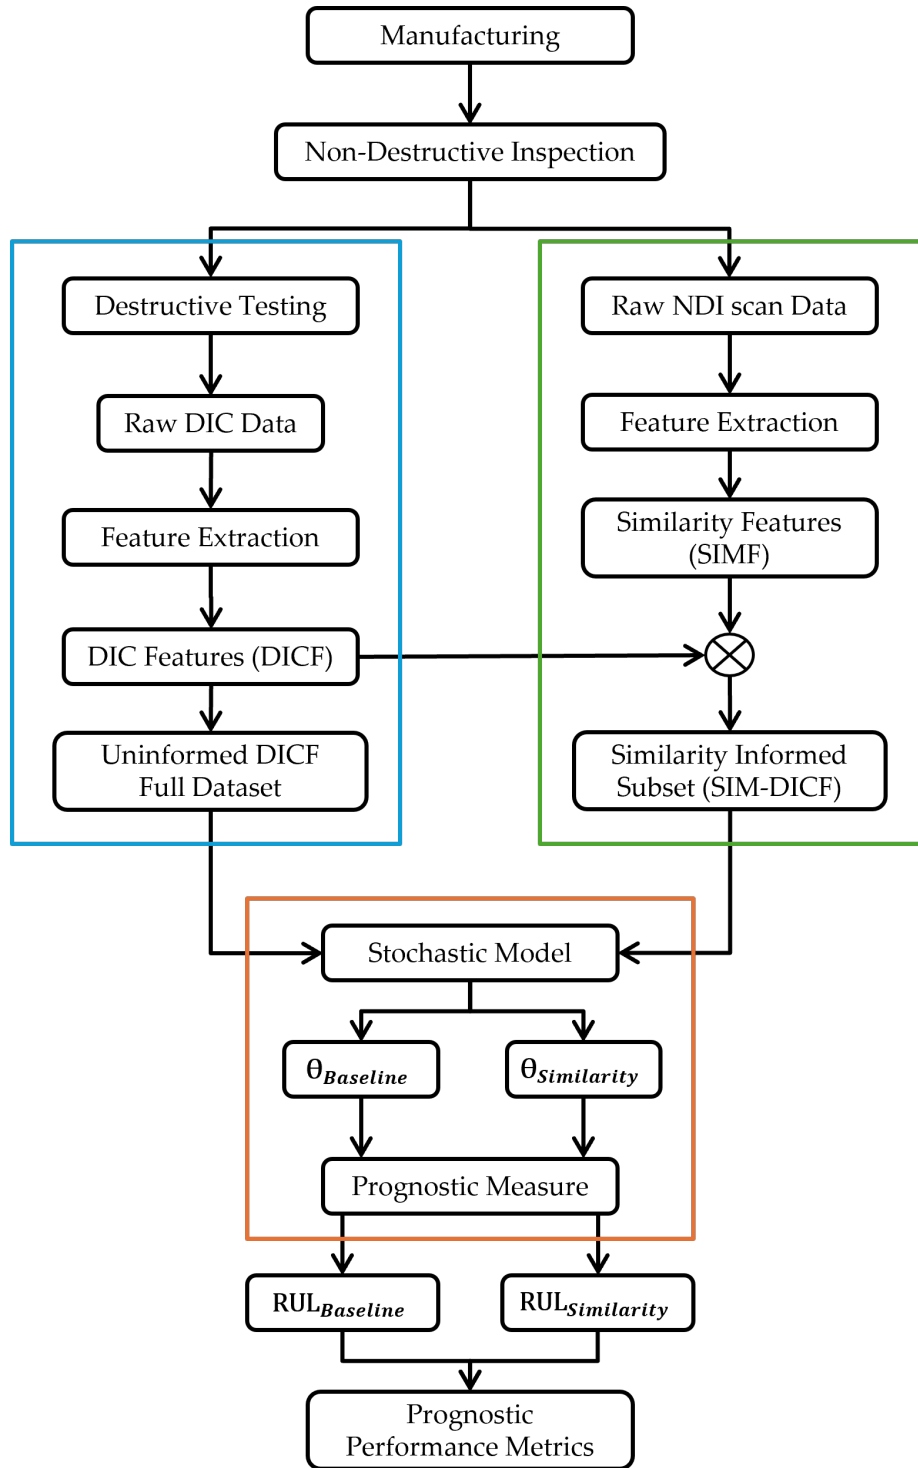 Manufacturing
Non-Destructive Inspection
Destructive Testing
Raw DIC Data
Feature Extraction
DIC Features (DICF)
Uninformed DICF
Full Dataset
Raw NDI scan Data
Feature Extraction
Similarity Features
(SIMF)
Similarity Informed
Subset (SIM-DICF)
Stochastic Model
θBaseline
θSimilarity
Prognostic Measure
RULBaseline
RULSimilarity
Prognostic
Performance Metrics